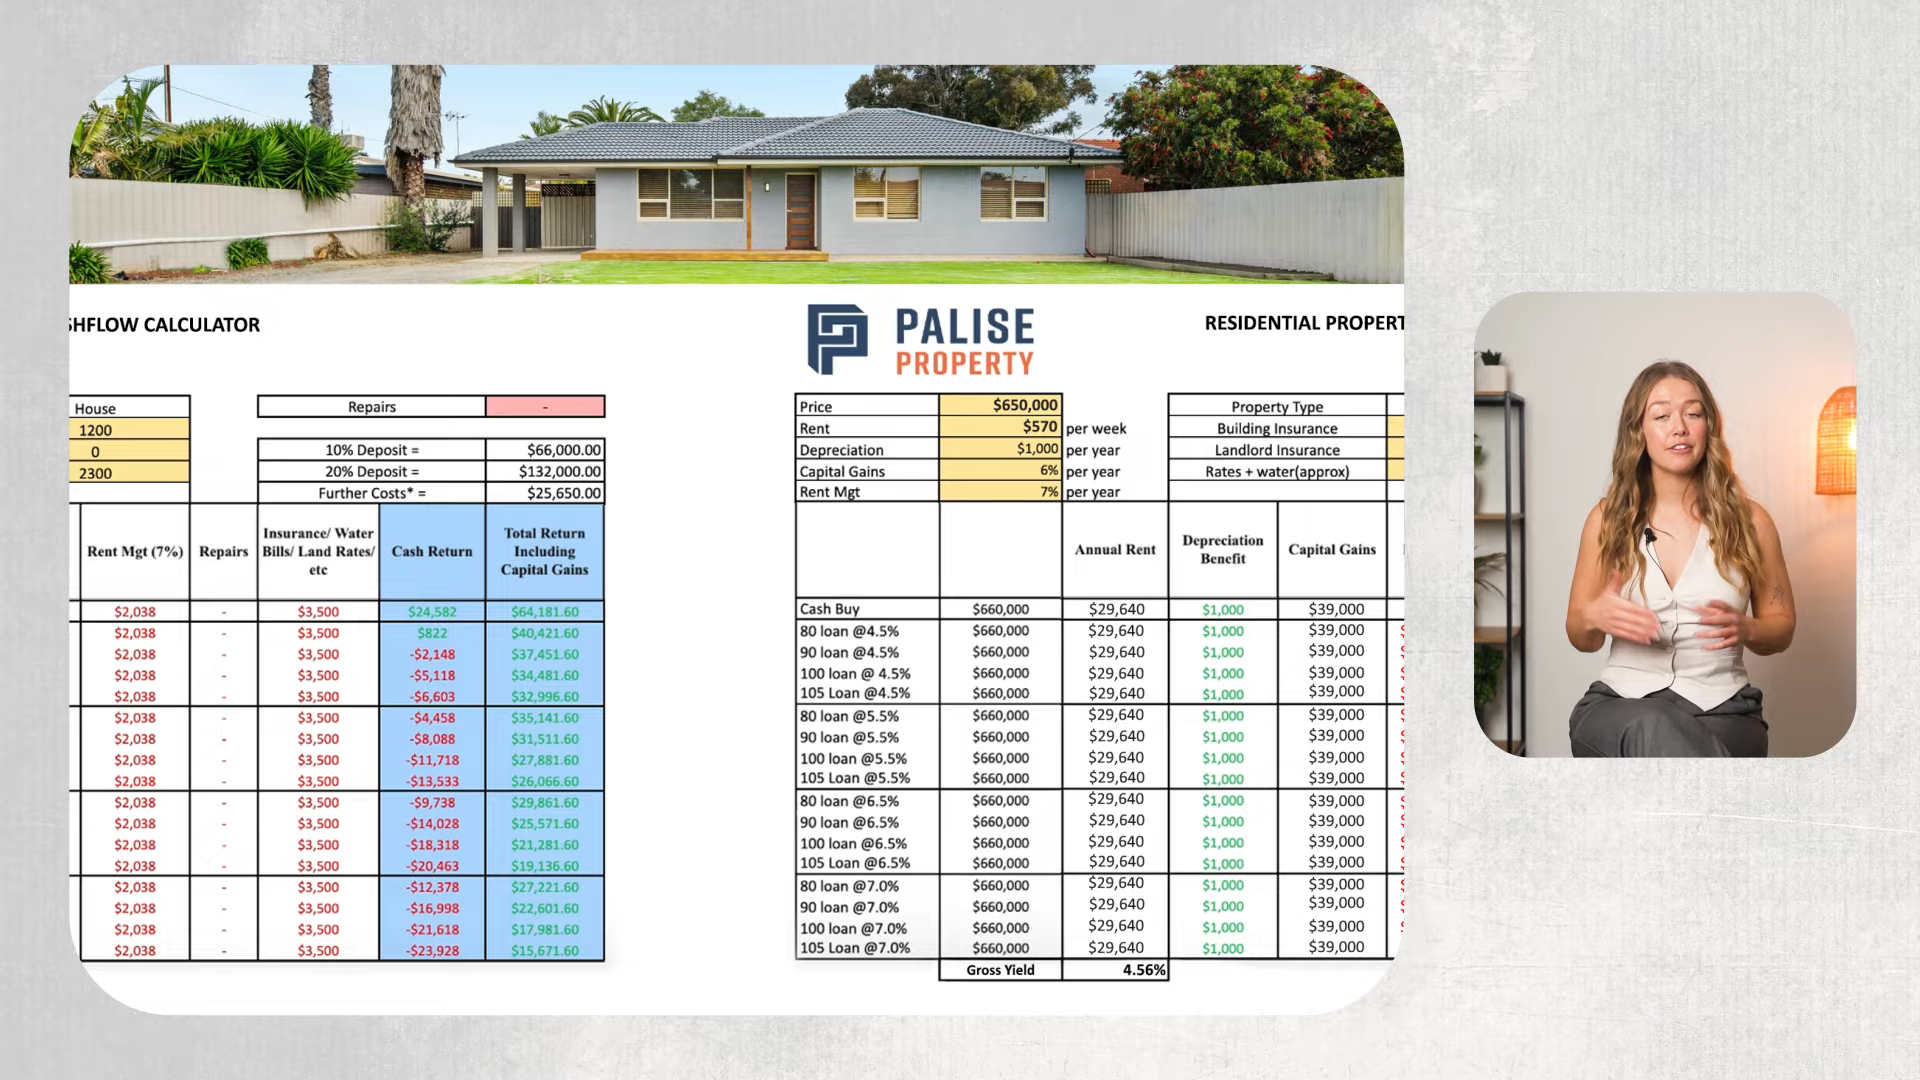 SHFLOW CALCULATOR
House
1200
0
2300
Repairs -
10% Deposit = $66,000.00
20% Deposit = $132,000.00
Further Costs* = $25,650.00
Rent Mgt (7%) Repairs Insurance/ Water Bills/ Land Rates/ etc Cash Return Total Return Including Capital Gains
$2,038 - $3,500 $24,582 $64,181.60
$2,038 - $3,500 $822 $40,421.60
$2,038 - $3,500 -$2,148 $37,451.60
$2,038 - $3,500 -$5,118 $34,481.60
$2,038 - $3,500 -$6,603 $32,996.60
$2,038 - $3,500 -$4,458 $35,141.60
$2,038 - $3,500 -$8,088 $31,511.60
$2,038 - $3,500 -$11,718 $27,881.60
$2,038 - $3,500 -$13,533 $26,066.60
$2,038 - $3,500 -$9,738 $29,861.60
$2,038 - $3,500 -$14,028 $25,571.60
$2,038 - $3,500 -$18,318 $21,281.60
$2,038 - $3,500 -$20,463 $19,136.60
$2,038 - $3,500 -$12,378 $27,221.60
$2,038 - $3,500 -$16,998 $22,601.60
$2,038 - $3,500 -$21,618 $17,981.60
$2,038 - $3,500 -$23,928 $15,671.60
PALISE
PROPERTY
RESIDENTIAL PROPERT
Price $650,000
Rent $570 per week
Depreciation $1,000 per year
Capital Gains 6% per year
Rent Mgt 7% per year
Property Type
Building Insurance
Landlord Insurance
Rates + water(approx)
Annual Rent Depreciation Benefit Capital Gains
Cash Buy $660,000 $29,640 $1,000 $39,000
80 loan @4.5% $660,000 $29,640 $1,000 $39,000
90 loan @4.5% $660,000 $29,640 $1,000 $39,000
100 loan @ 4.5% $660,000 $29,640 $1,000 $39,000
105 Loan @4.5% $660,000 $29,640 $1,000 $39,000
80 loan @5.5% $660,000 $29,640 $1,000 $39,000
90 loan @5.5% $660,000 $29,640 $1,000 $39,000
100 loan @5.5% $660,000 $29,640 $1,000 $39,000
105 Loan @5.5% $660,000 $29,640 $1,000 $39,000
80 loan @6.5% $660,000 $29,640 $1,000 $39,000
90 loan @6.5% $660,000 $29,640 $1,000 $39,000
100 loan @6.5% $660,000 $29,640 $1,000 $39,000
105 Loan @6.5% $660,000 $29,640 $1,000 $39,000
80 loan @7.0% $660,000 $29,640 $1,000 $39,000
90 loan @7.0% $660,000 $29,640 $1,000 $39,000
100 loan @7.0% $660,000 $29,640 $1,000 $39,000
105 Loan @7.0% $660,000 $29,640 $1,000 $39,000
Gross Yield 4.56%